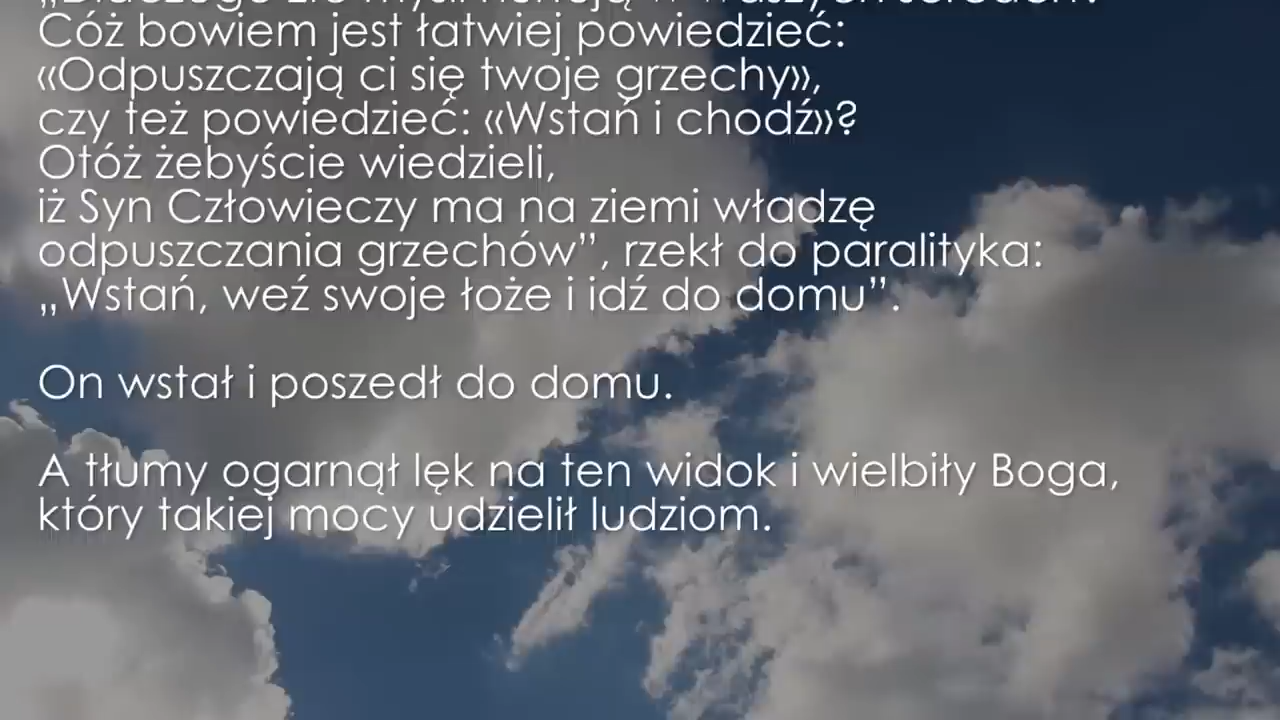 Cóż bowiem jest łatwiej powiedzieć:
«Odpuszczają ci się twoje grzechy»,
czy też powiedzieć: «Wstań i chodź»?
Otóż żebyście wiedzieli,
iż Syn Człowieczy ma na ziemi władzę
odpuszczania grzechów”, rzekł do paralityka:
„Wstań, weź swoje łoże i idź do domu”.
On wstał i poszedł do domu.
A tłumy ogarnął lęk na ten widok i wielbiły Boga,
który takiej mocy udzielił ludziom.